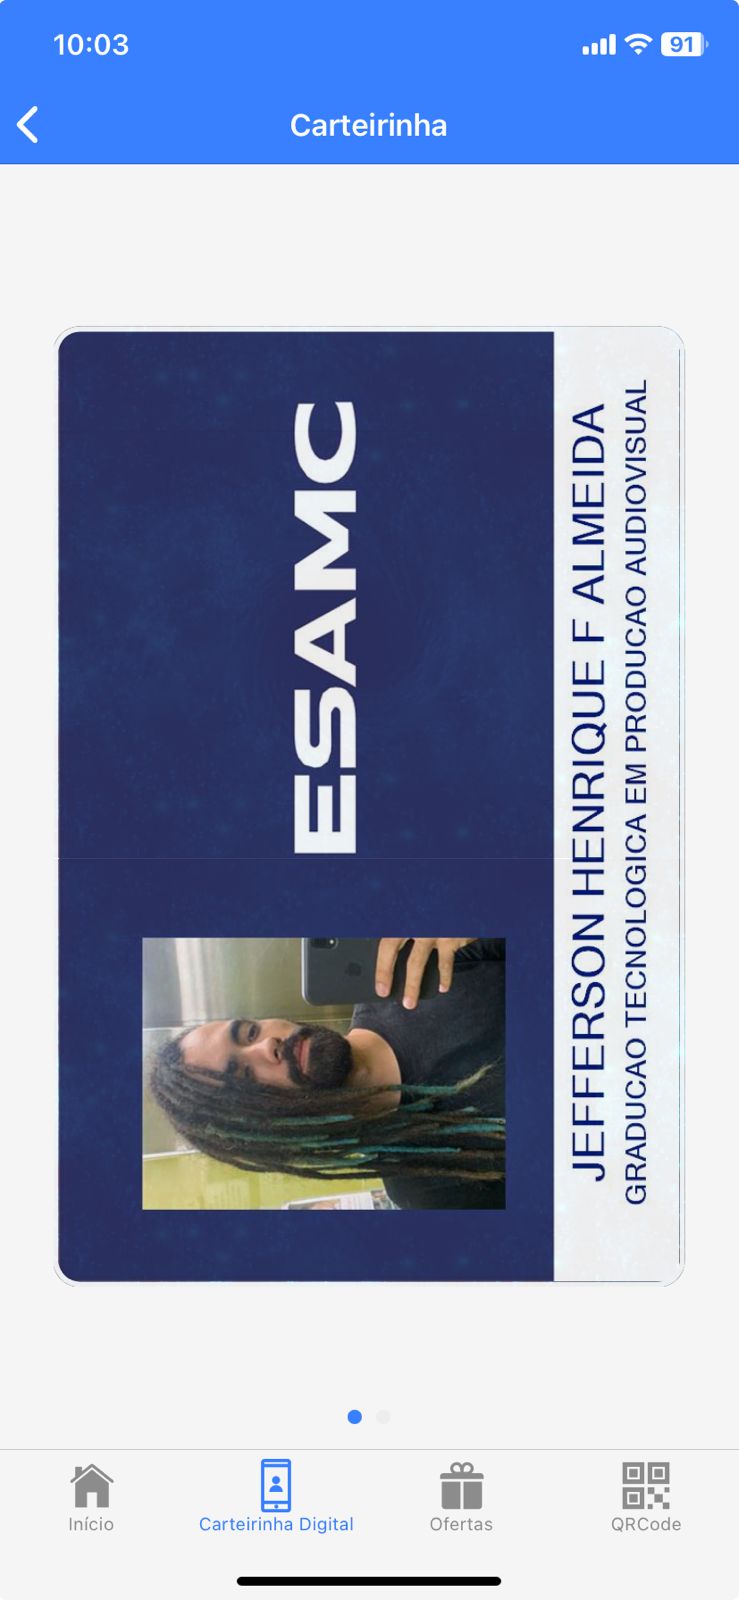 10:03
91
Carteirinha
ESAMC
JEFFERSON HENRIQUE F ALMEIDA
GRADUCAO TECNOLOGICA EM PRODUCAO AUDIOVISUAL
Início
Carteirinha Digital
Ofertas
QRCode